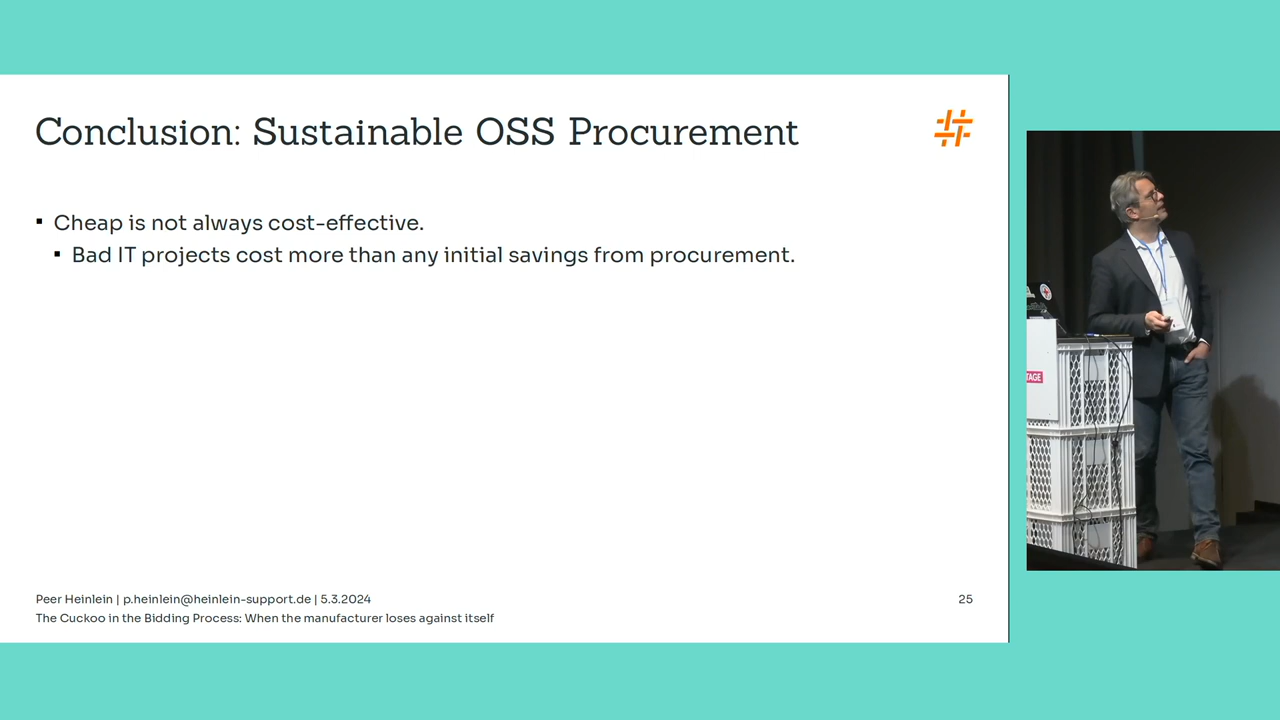 Conclusion: Sustainable OSS Procurement
Cheap is not always cost-effective.
Bad IT projects cost more than any initial savings from procurement.
Peer Heinlein | p.heinlein@heinlein-support.de | 5.3.2024
25
The Cuckoo in the Bidding Process: When the manufacturer loses against itself
TAGE